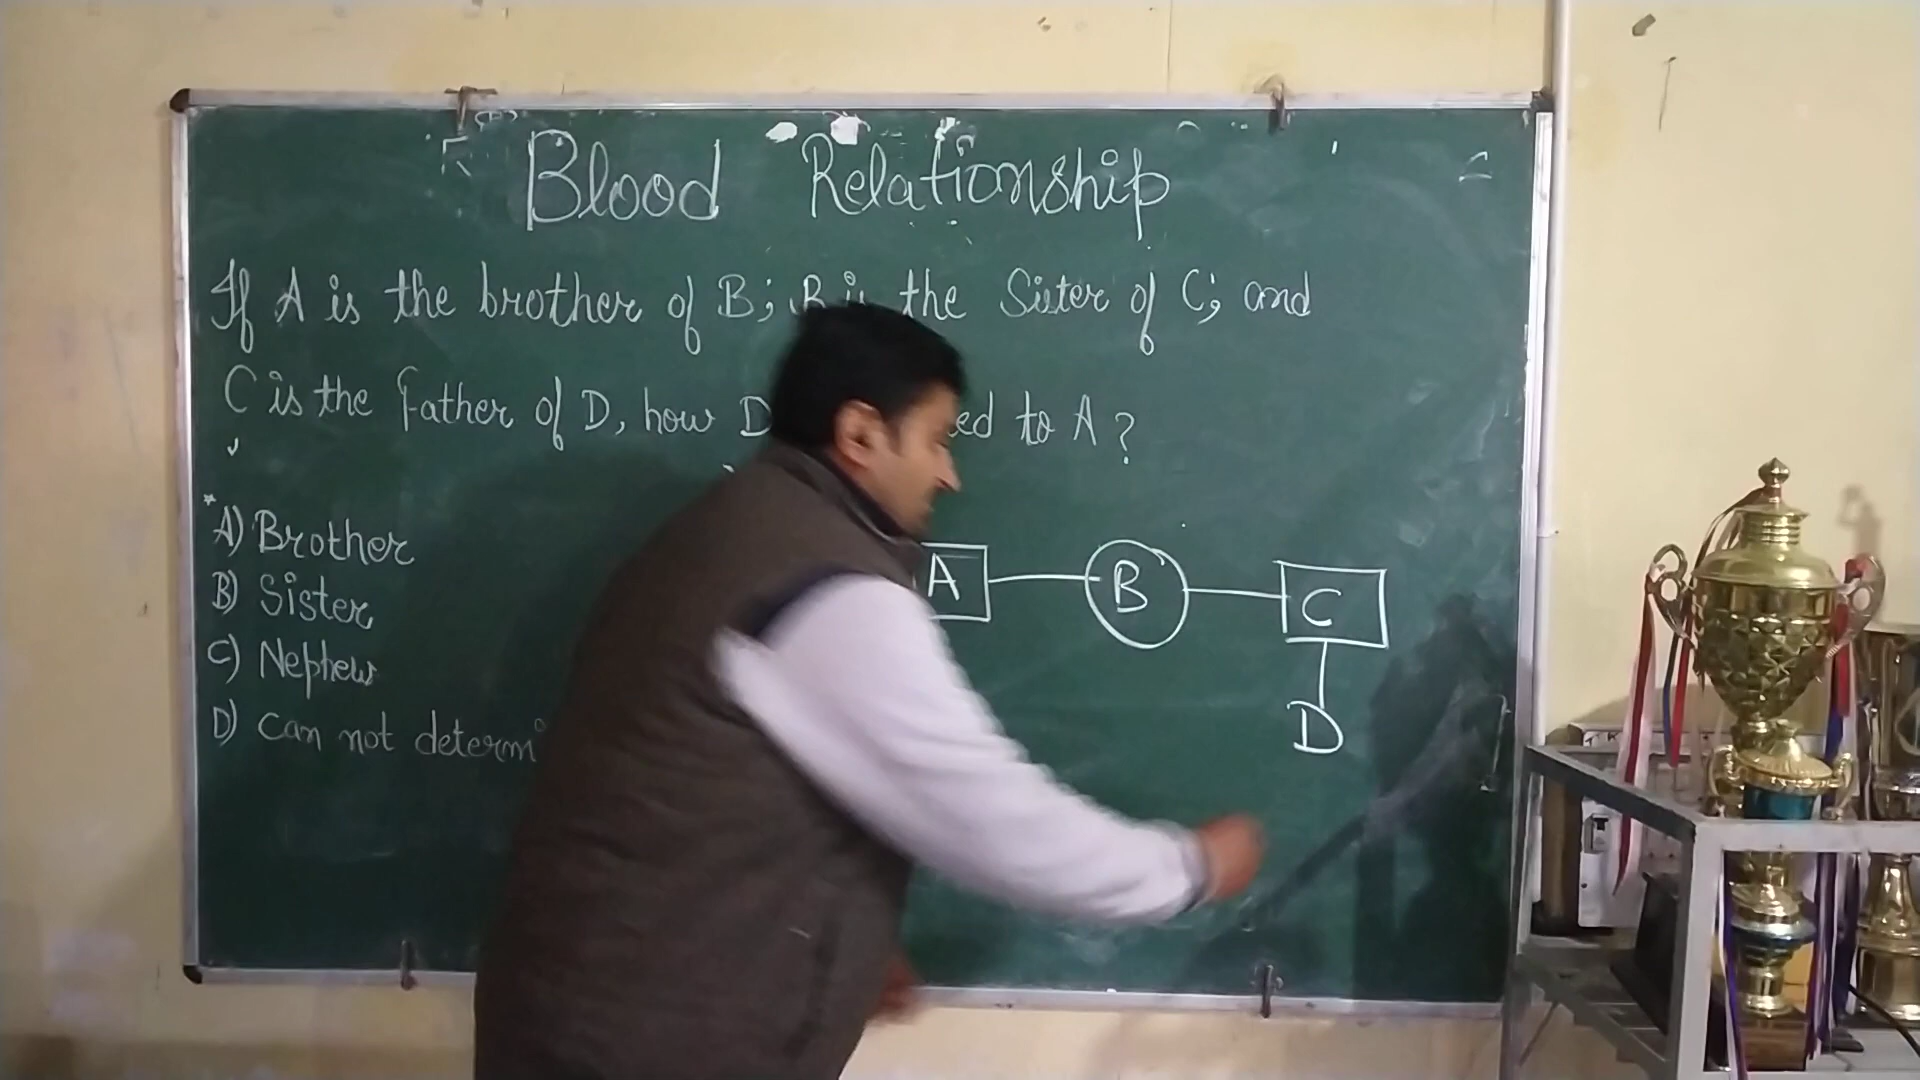 Blood Relationship
If A is the brother of B; B is the Sister of C; and
C is the Father of D, how D ed to A?
A) Brother
B) Sister
C) Nephew
D) Can not determi
A B C
D